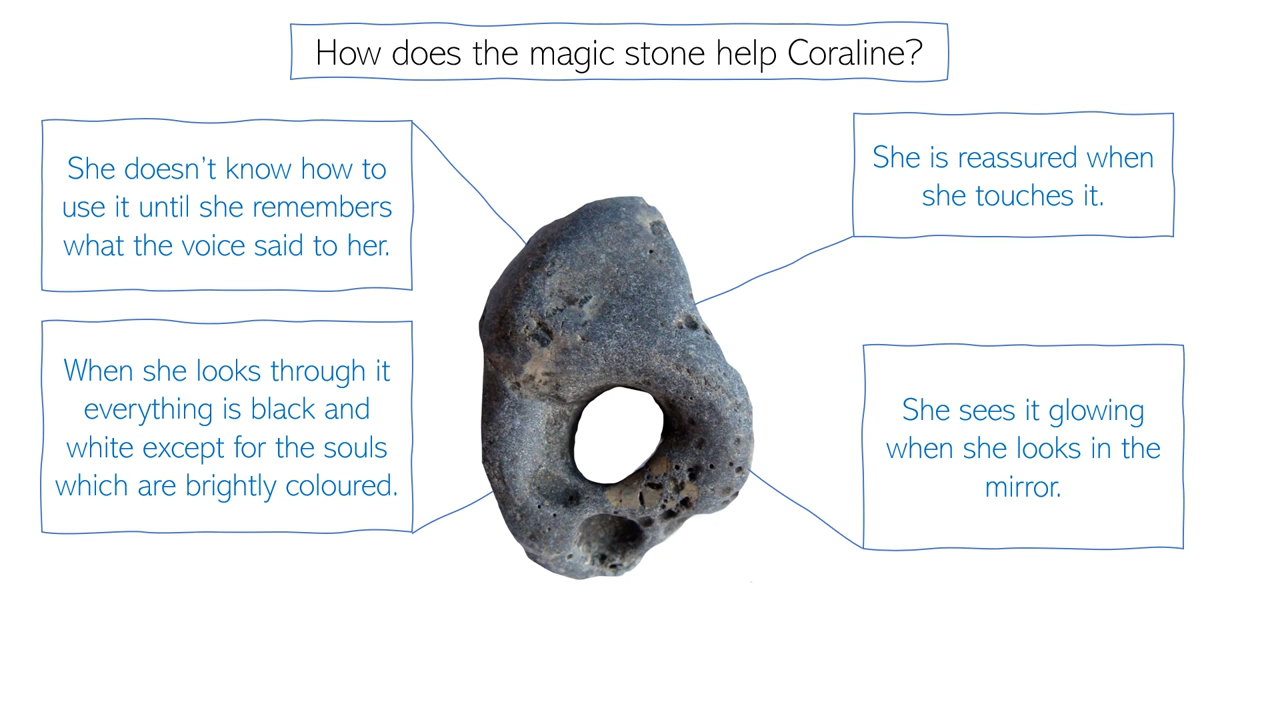 How does the magic stone help Coraline?
She doesn't know how to
use it until she remembers
what the voice said to her.
She is reassured when
she touches it.
When she looks through it
everything is black and
white except for the souls
which are brightly coloured.
She sees it glowing
when she looks in the
mirror.